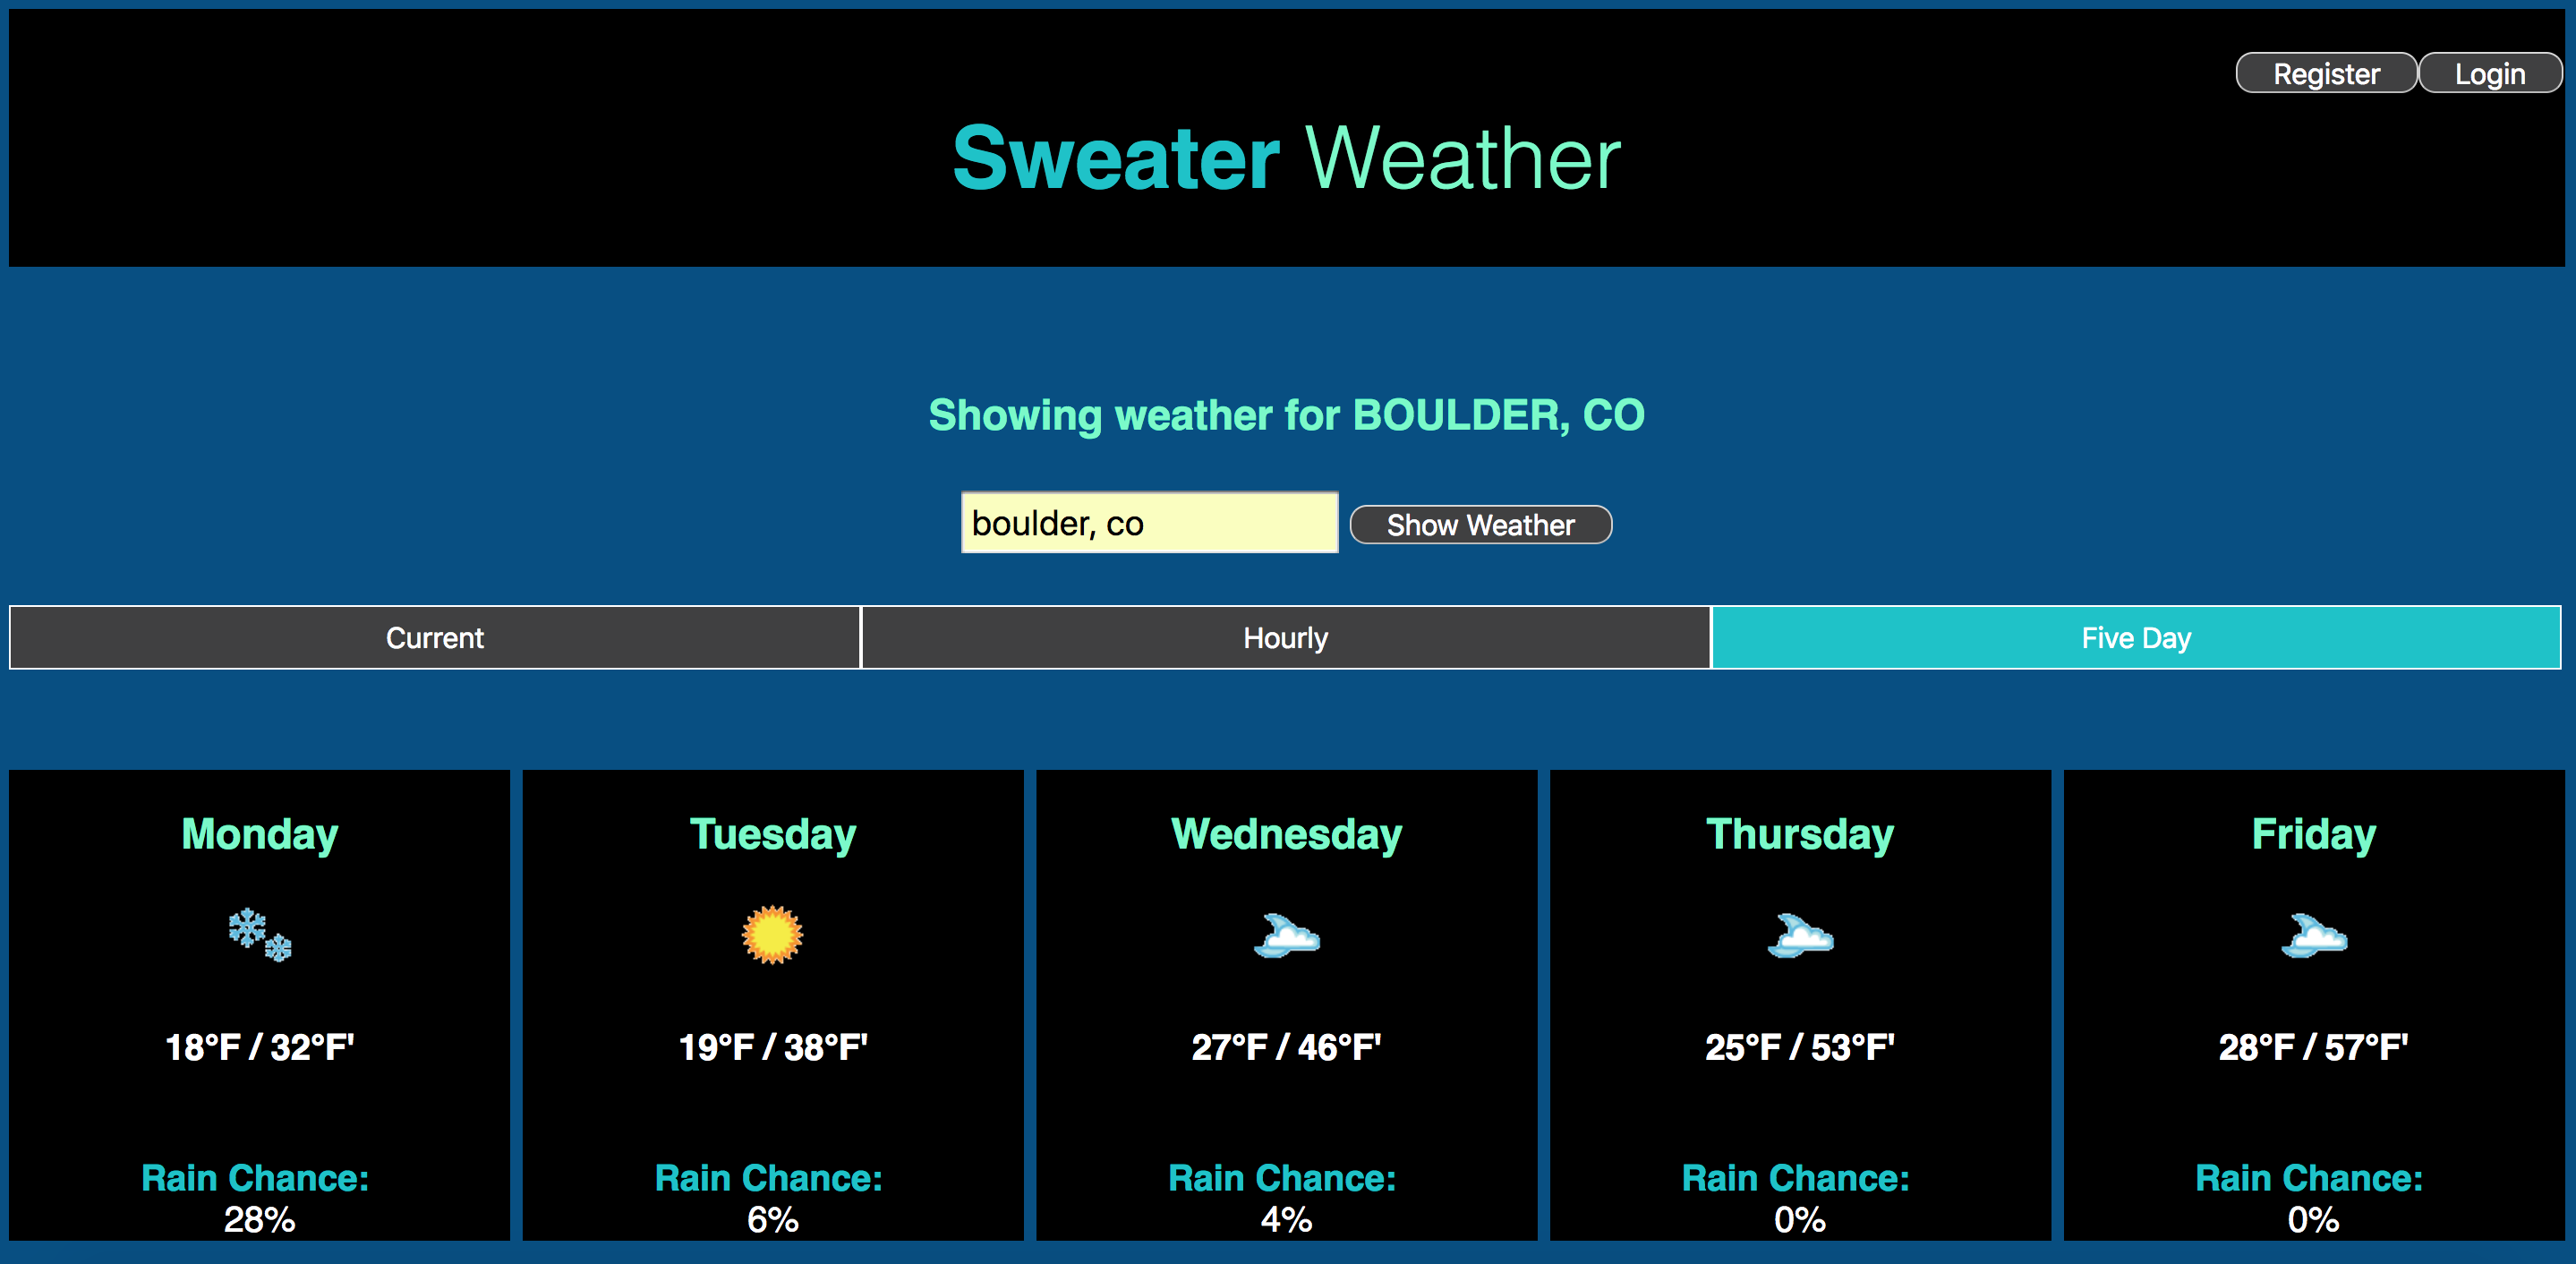 Register Login
Sweater Weather
Showing weather for BOULDER, CO
boulder, co Show Weather
Current Hourly Five Day
Monday Tuesday Wednesday Thursday Friday
18°F / 32°F' 19°F / 38°F' 27°F / 46°F' 25°F / 53°F' 28°F / 57°F'
Rain Chance: Rain Chance: Rain Chance: Rain Chance: Rain Chance:
28% 6% 4% 0% 0%